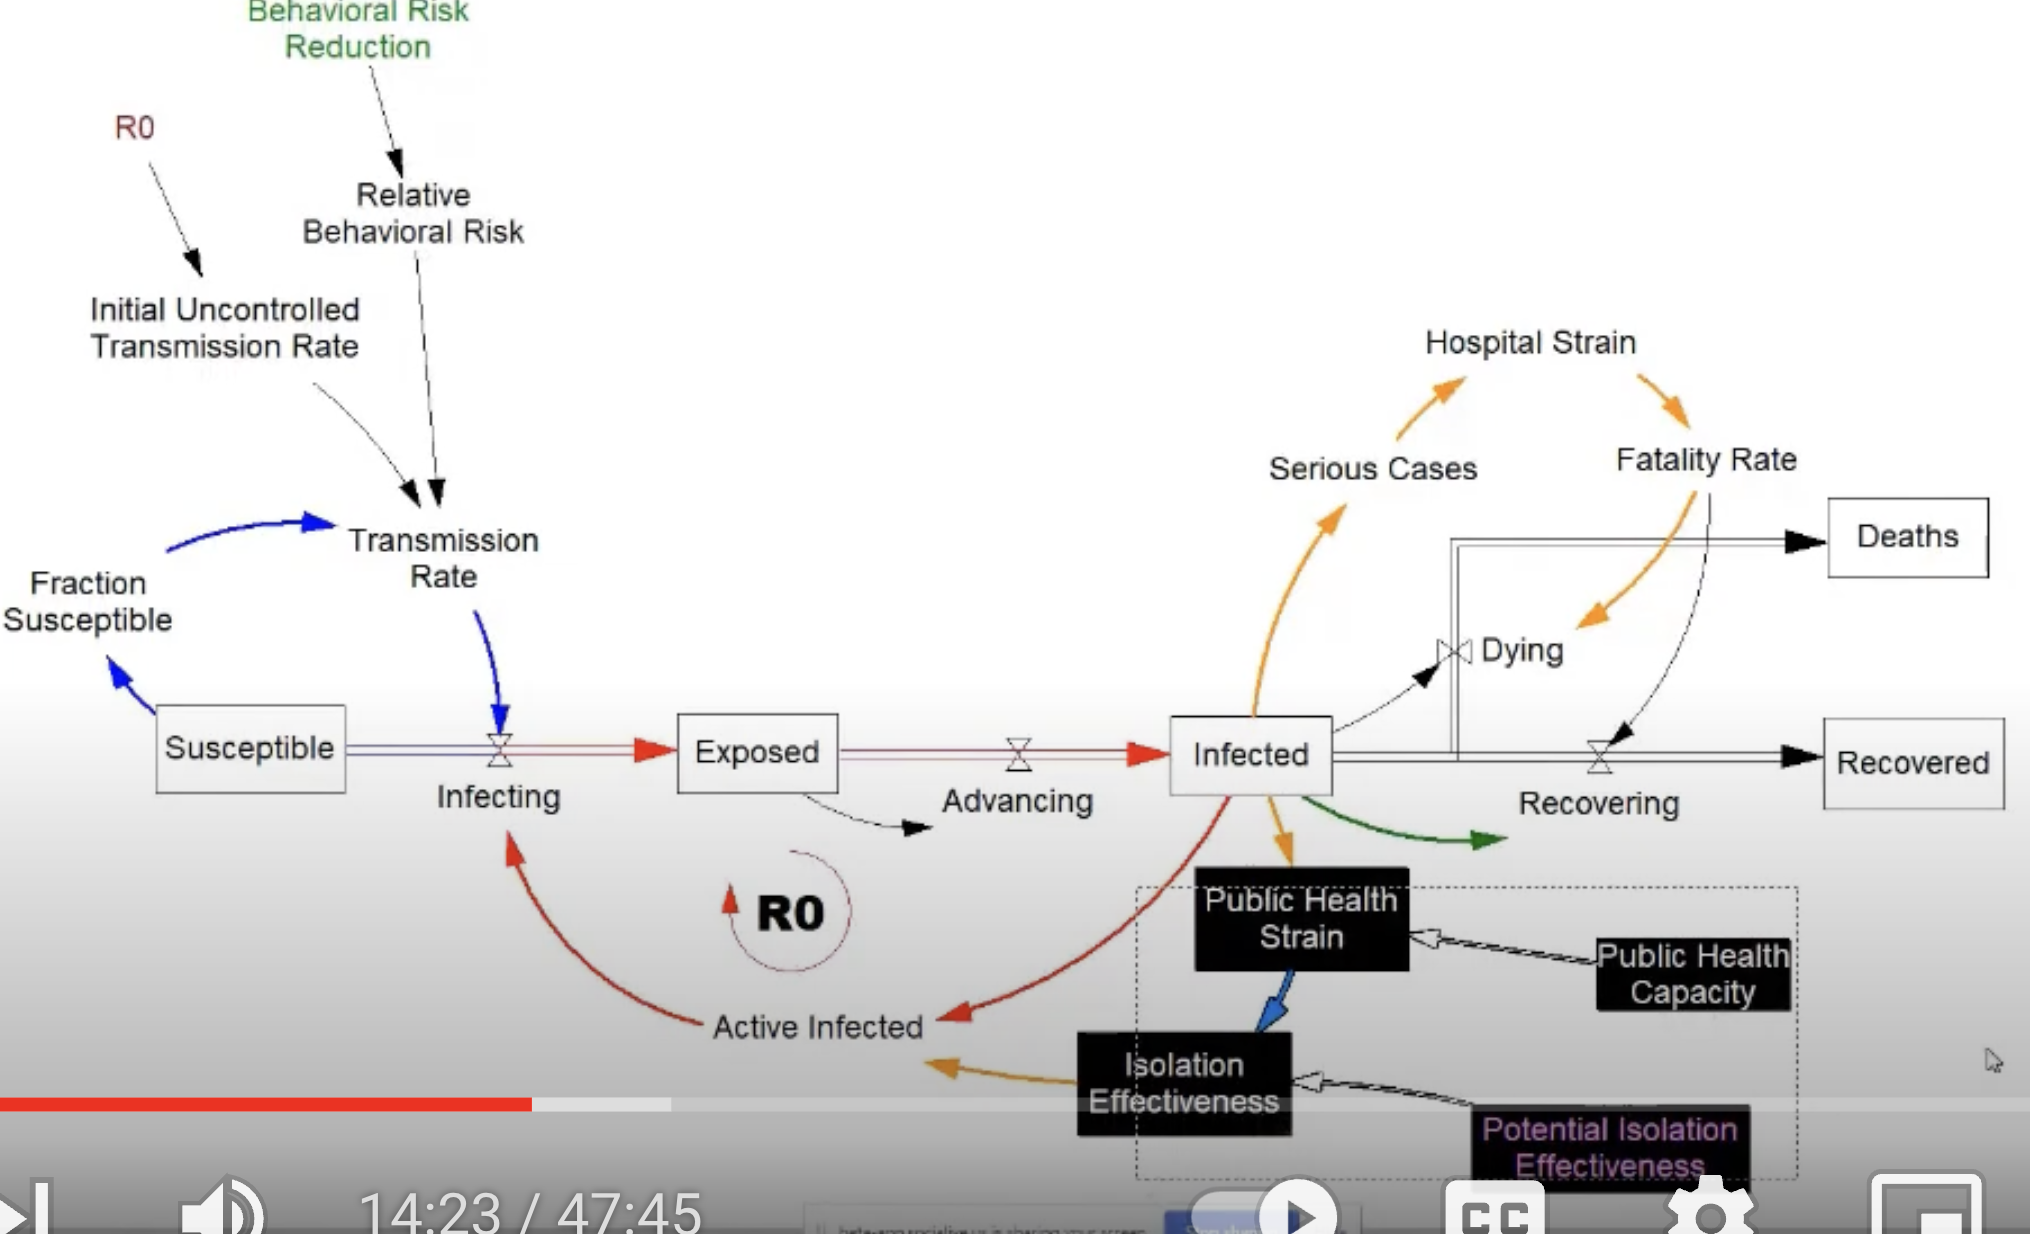 Behavioral Risk
Reduction
R0
Relative
Behavioral Risk
Initial Uncontrolled
Transmission Rate
Hospital Strain
Serious Cases
Fatality Rate
Transmission
Rate
Deaths
Fraction
Susceptible
Dying
Susceptible
Exposed
Infected
Recovered
Infecting
Advancing
Recovering
R0
Public Health
Strain
Public Health
Capacity
Active Infected
Isolation
Effectiveness
Potential Isolation
Effectiveness
14:23 / 47:45
CC